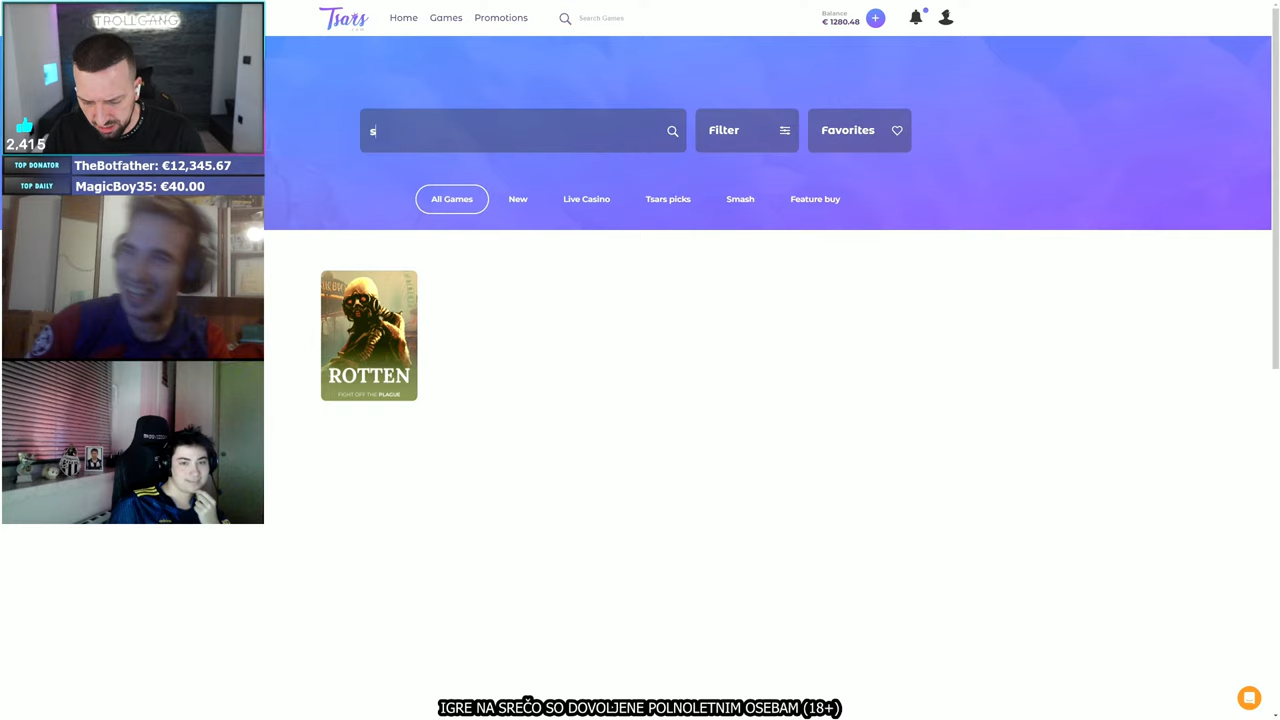 TROLLGANG
2,415
TOP DONATOR TheBotfather: €12,345.67
TOP DAILY MagicBoy35: €40.00
Tsars
.COM
Home Games Promotions
Search Games
Balance
€ 1280.48
s
Filter
Favorites
All Games New Live Casino Tsars picks Smash Feature buy
ROTTEN
FIGHT OFF THE PLAGUE
IGRE NA SREČO SO DOVOLJENE POLNOLETNIM OSEBAM (18+)